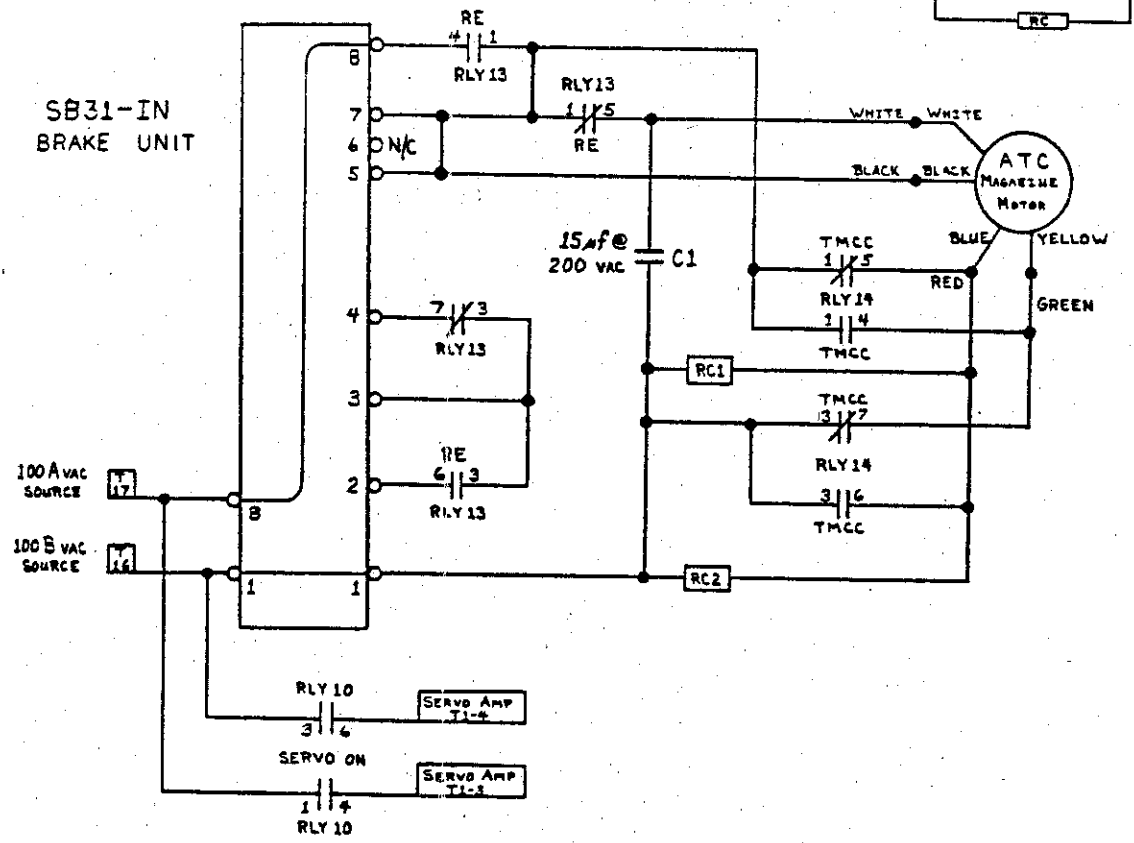 RC
RE
4 1
RLY 13
8
SB31-IN
BRAKE UNIT
RLY13
1 5
RE
7
6 N/C
5
WHITE WHITE
BLACK BLACK
ATC
MAGAZINE
MOTOR
BLUE
YELLOW
15µf @
200 VAC
C1
TMCC
1 5
RLY 14
RED
GREEN
1 4
TMCC
4
7 3
RLY13
RC1
3
TMCC
3 7
RLY 14
RE
6 3
RLY 13
2
3 6
TMCC
100 A VAC
SOURCE
T
17
8
100 B VAC
SOURCE
T
16
1
1
RC2
RLY 10
3 6
SERVO AMP
T1-4
SERVO ON
1 4
RLY 10
SERVO AMP
T1-3